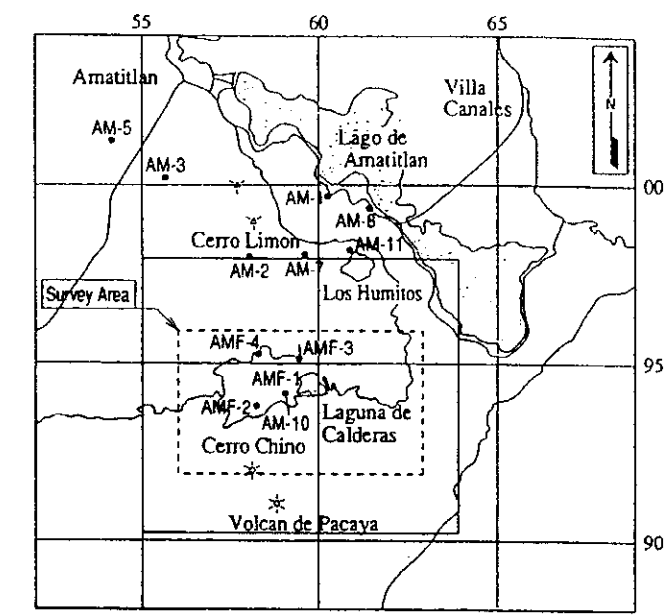 55 60 65
Amatitlan
Villa
Canales
N
AM-5
Lago de
Amatitlan
AM-3
00
AM-1
AM-8
Cerro Limon
AM-11
AM-2
AM-7
Los Humitos
Survey Area
AMF-4
AMF-3
95
AMF-1
AMF-2
Laguna de
Calderas
AM-10
Cerro Chino
Volcan de Pacaya
90